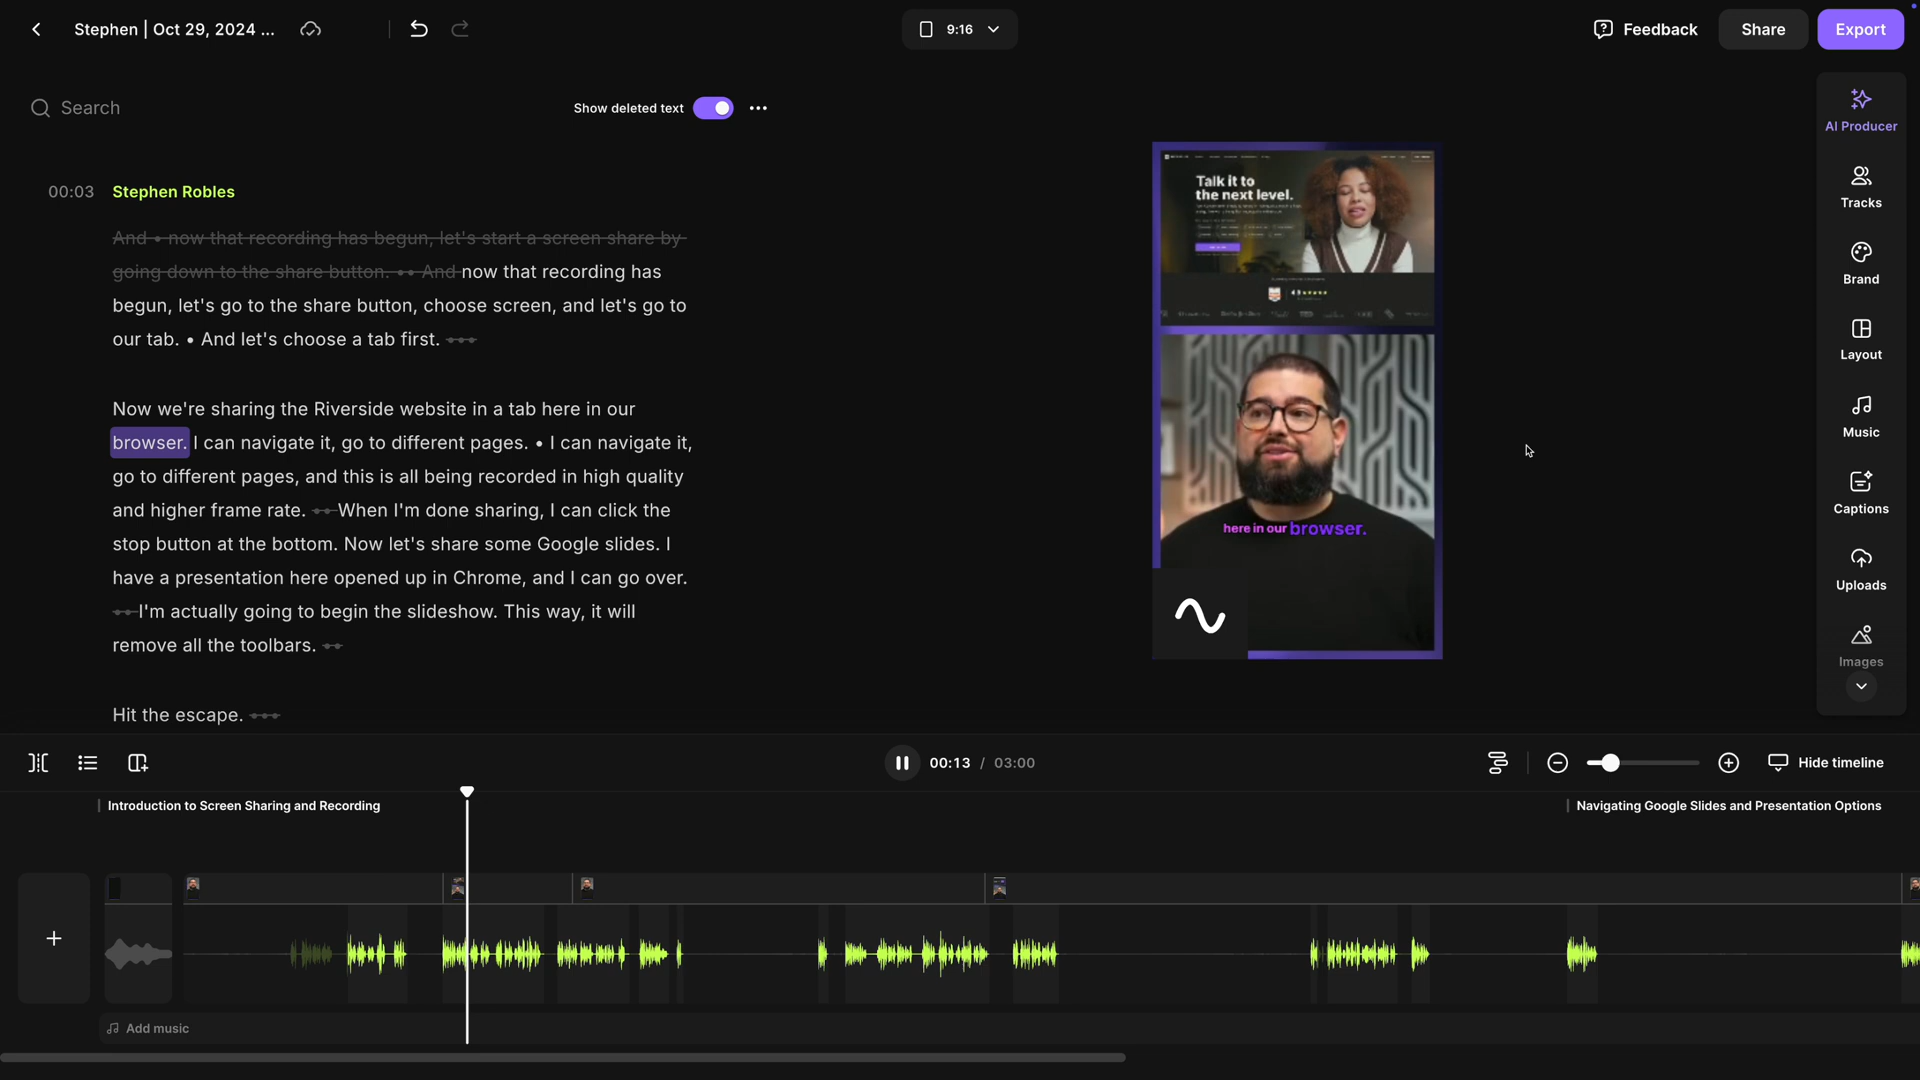 Stephen | Oct 29, 2024 ...
9:16
Feedback
Share
Export
Search
Show deleted text
00:03 Stephen Robles
And • now that recording has begun, let's start a screen share by
going down to the share button. •• And now that recording has
begun, let's go to the share button, choose screen, and let's go to
our tab. • And let's choose a tab first.
Now we're sharing the Riverside website in a tab here in our
browser. I can navigate it, go to different pages. • I can navigate it,
go to different pages, and this is all being recorded in high quality
and higher frame rate. When I'm done sharing, I can click the
stop button at the bottom. Now let's share some Google slides. I
have a presentation here opened up in Chrome, and I can go over.
I'm actually going to begin the slideshow. This way, it will
remove all the toolbars.
Hit the escape.
Talk it to
the next level.
here in our browser.
AI Producer
Tracks
Brand
Layout
Music
Captions
Uploads
Images
00:13 / 03:00
Hide timeline
Introduction to Screen Sharing and Recording
Navigating Google Slides and Presentation Options
Add music